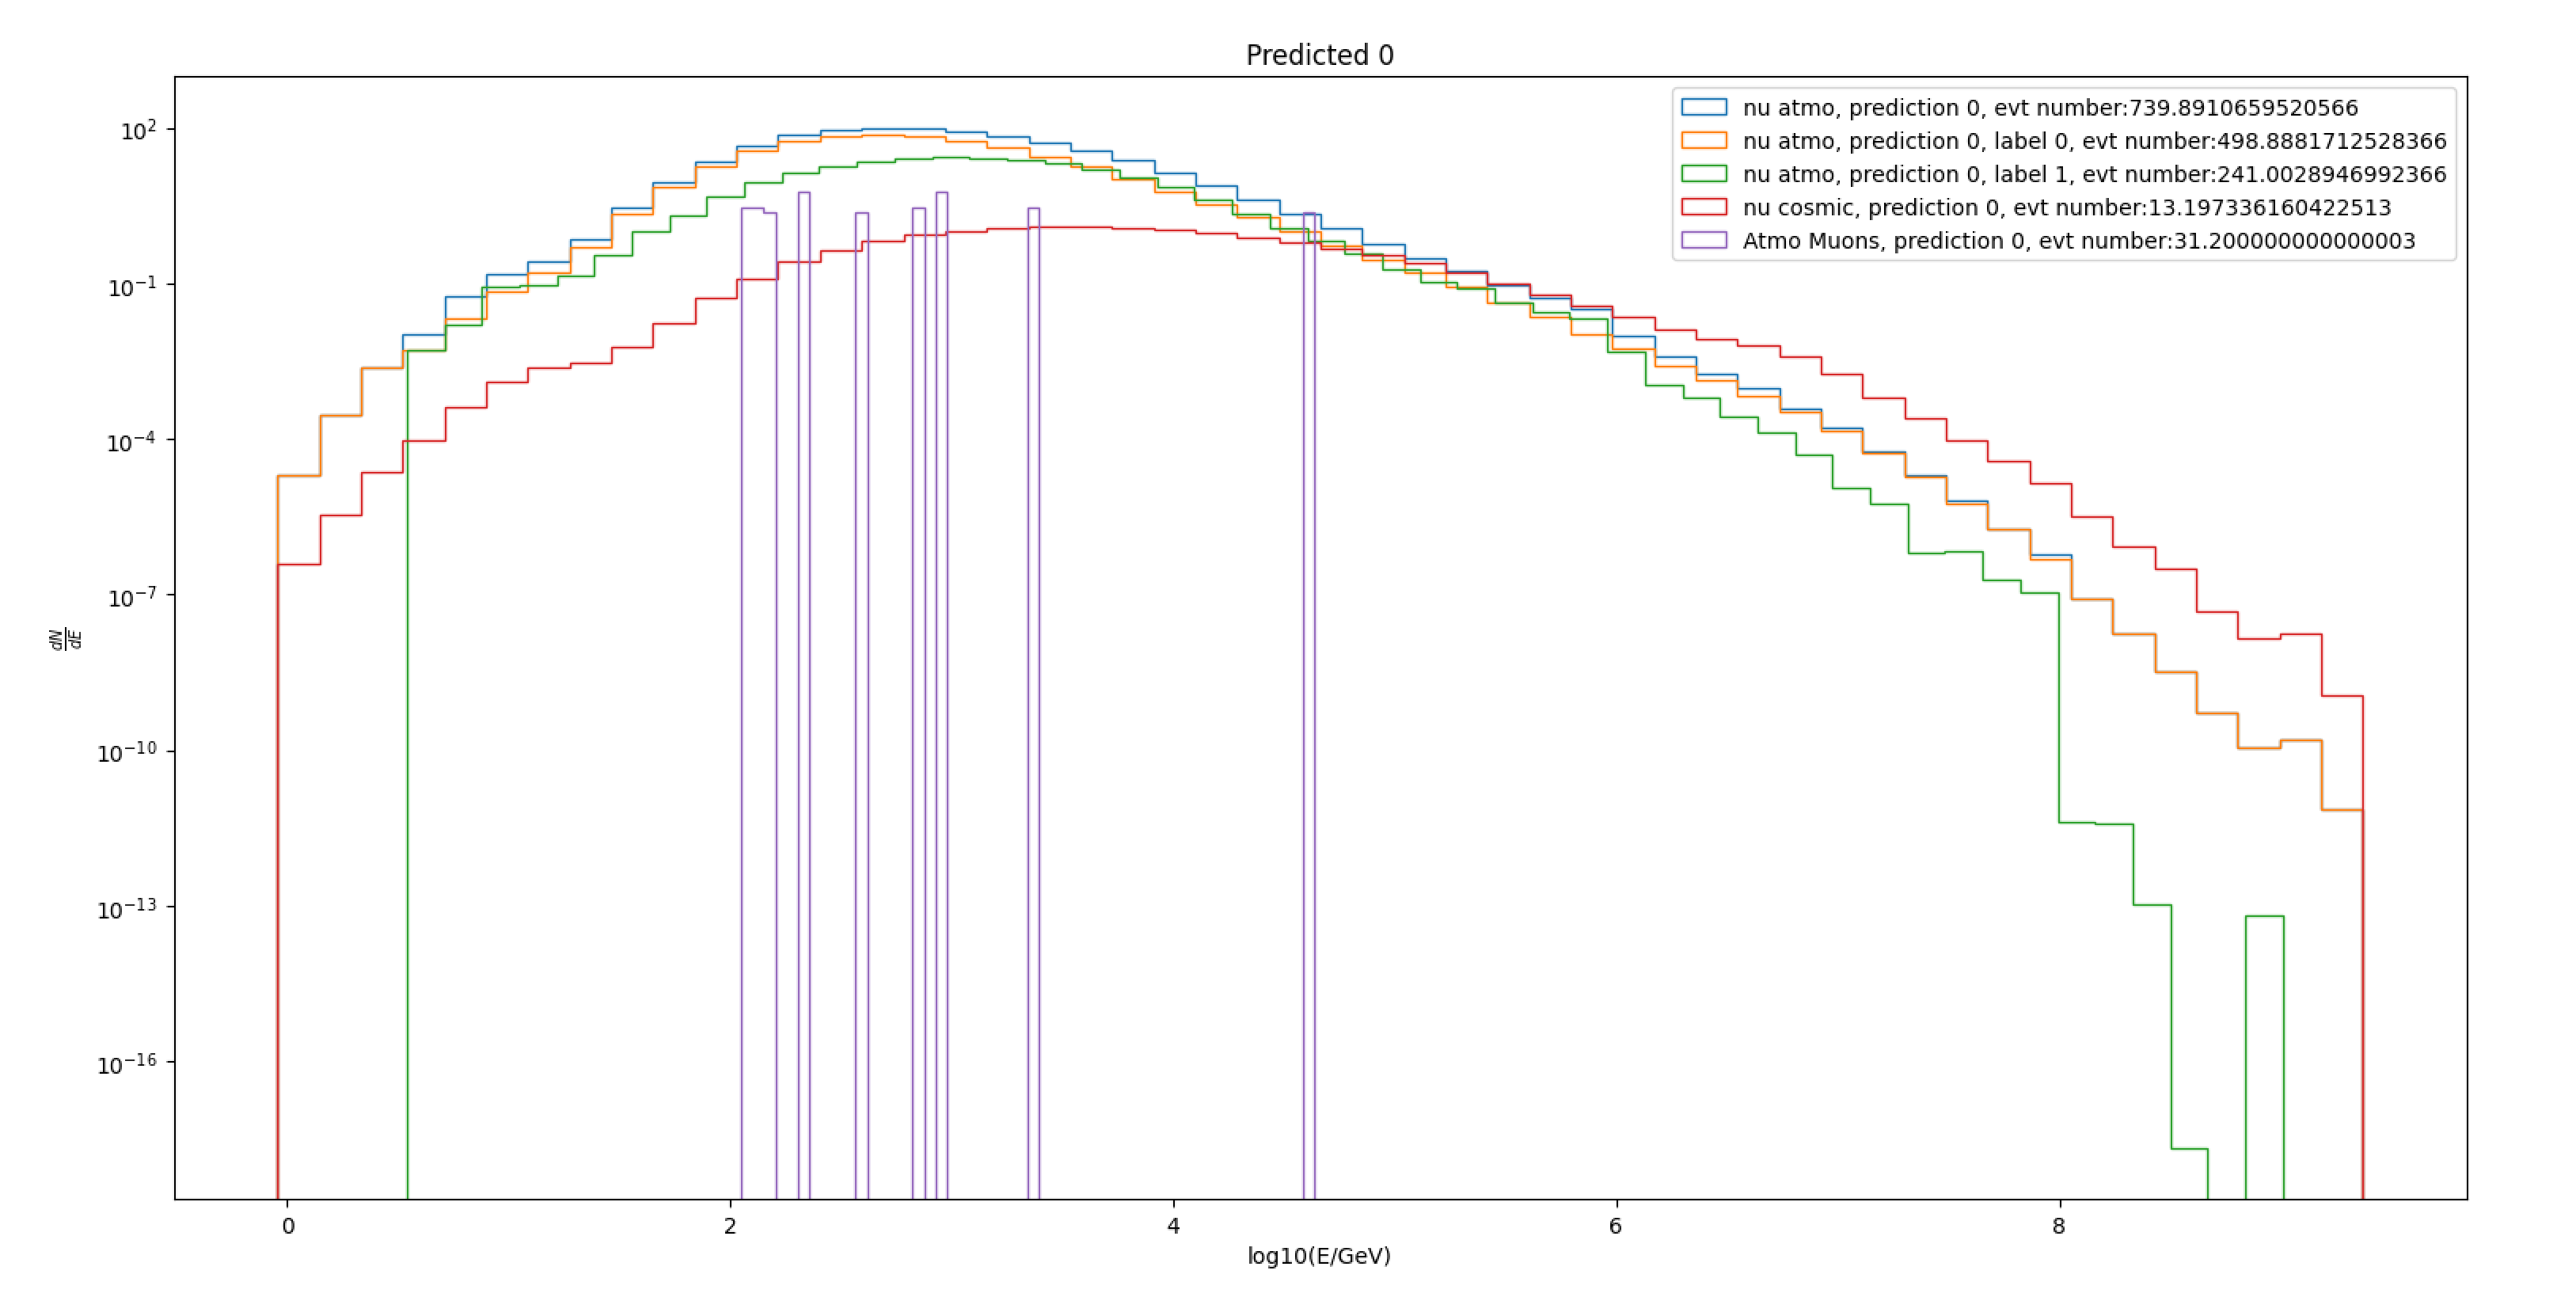 Predicted 0
nu atmo, prediction 0, evt number:739.8910659520566
nu atmo, prediction 0, label 0, evt number:498.8881712528366
nu atmo, prediction 0, label 1, evt number:241.0028946992366
nu cosmic, prediction 0, evt number:13.197336160422513
Atmo Muons, prediction 0, evt number:31.200000000000003
10²
10⁻¹
10⁻⁴
10⁻⁷
10⁻¹⁰
10⁻¹³
10⁻¹⁶
dN
dE
0 2 4 6 8
log10(E/GeV)